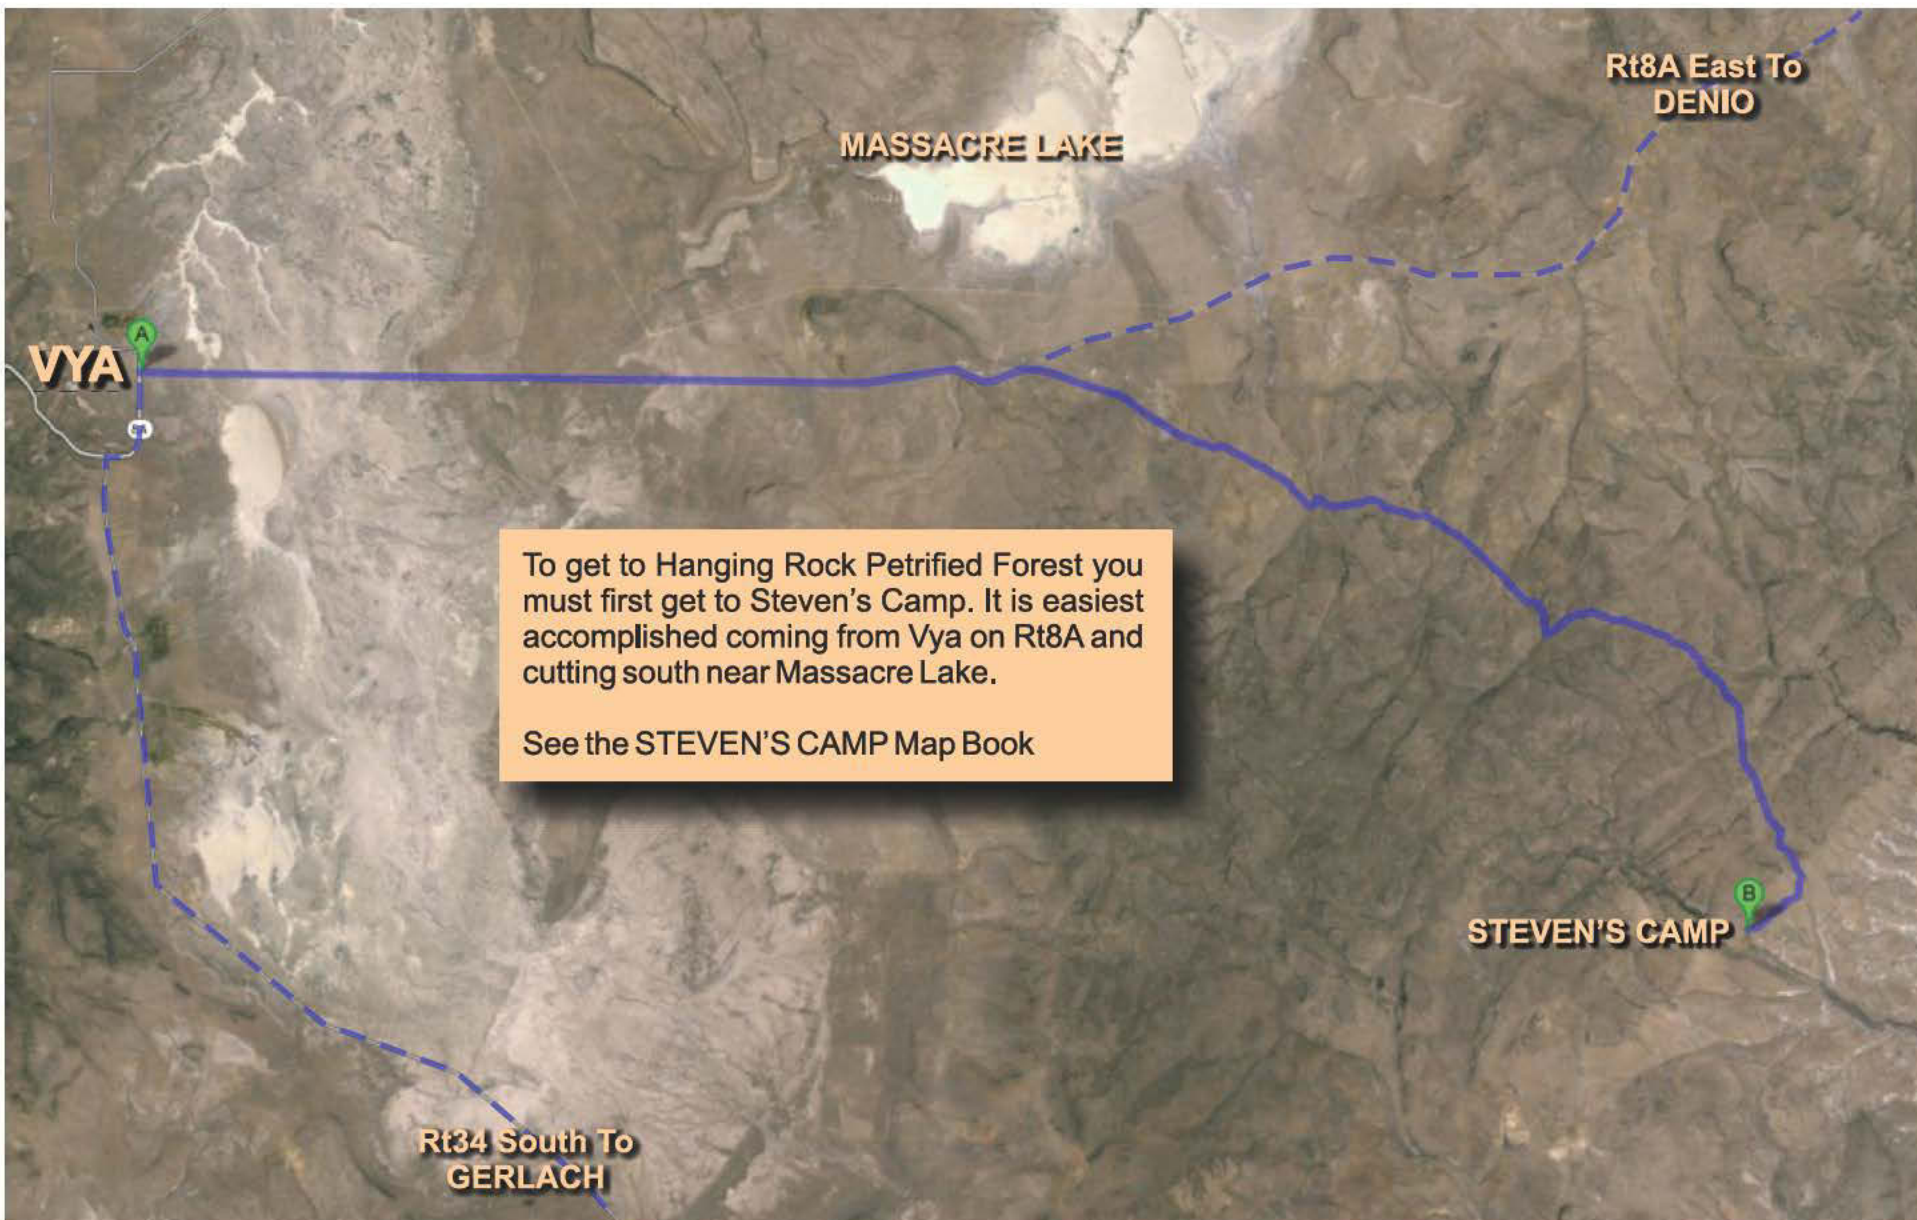 Rt8A East To
DENIO
MASSACRE LAKE
A
VYA
8A
To get to Hanging Rock Petrified Forest you
must first get to Steven's Camp. It is easiest
accomplished coming from Vya on Rt8A and
cutting south near Massacre Lake.
See the STEVEN'S CAMP Map Book
B
STEVEN'S CAMP
Rt34 South To
GERLACH